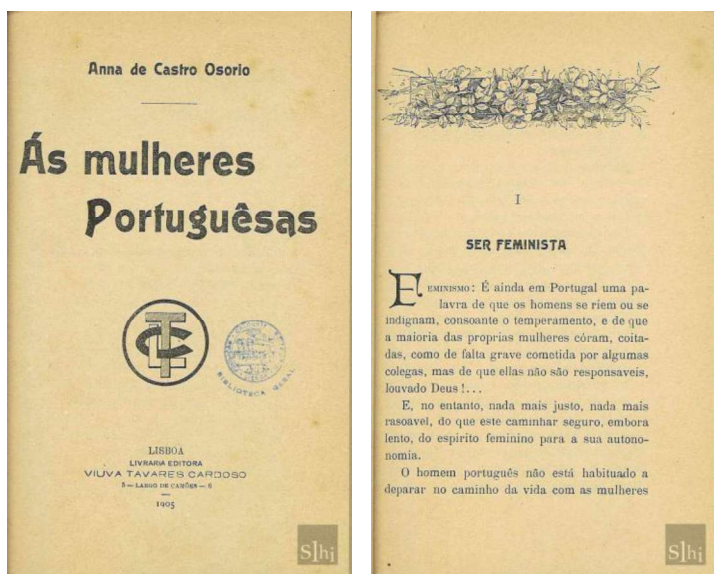 Anna de Castro Osorio
Ás mulheres
Portuguêsas
LISBOA
LIVRARIA EDITORA
VIUVA TAVARES CARDOSO
5 — LARGO DE CAMÕES — 6
1905
BIBLIOTECA GERAL
s|hi
I
SER FEMINISTA
FEMINISMO: É ainda em Portugal uma pa-
lavra de que os homens se riem ou se
indignam, consoante o temperamento, e de que
a maioria das proprias mulheres córam, coita-
das, como de falta grave cometida por algumas
colegas, mas de que ellas não são responsaveis,
louvado Deus!...
E, no entanto, nada mais justo, nada mais
rasoavel, do que este caminhar seguro, embora
lento, do espirito feminino para a sua autono-
nomia.
O homem português não está habituado a
deparar no caminho da vida com as mulheres
s|hi